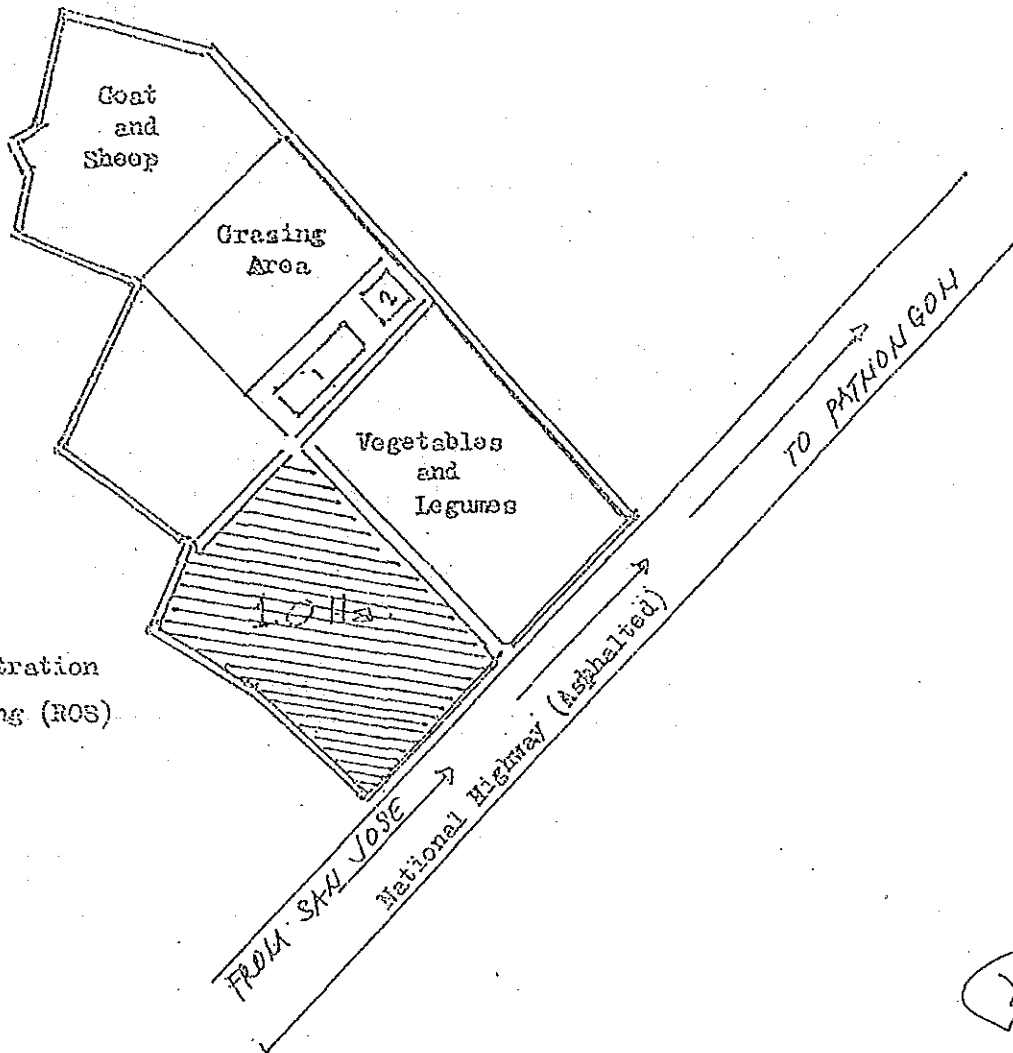 Goat
and
Sheep
Grasing
Area
2
1
Vegetables
and
Legumes
1.0 Ha.
tration
ng (ROS)
FROM SAN JOSE
National Highway (Asphalted)
TO PATNONGON